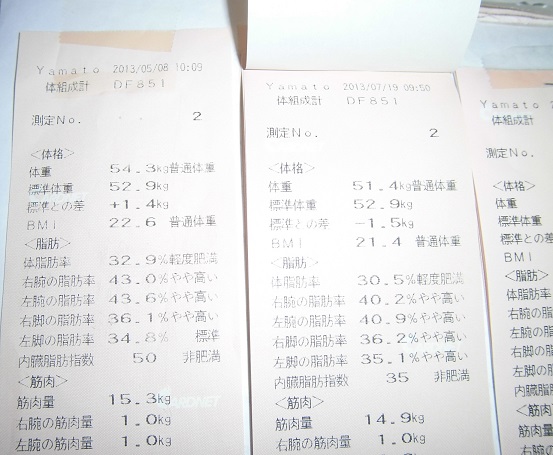 Yamato 2013/05/08 10:09
体組成計 DF851
測定No. 2
<体格>
体重 54.3kg普通体重
標準体重 52.9kg
標準との差 +1.4kg
BMI 22.6 普通体重
<脂肪>
体脂肪率 32.9%軽度肥満
右腕の脂肪率 43.0%やや高い
左腕の脂肪率 43.6%やや高い
右脚の脂肪率 36.1%やや高い
左脚の脂肪率 34.8% 標準
内臓脂肪指数 50 非肥満
<筋肉>
筋肉量 15.3kg
右腕の筋肉量 1.0kg
左腕の筋肉量 1.0kg
Yamato 2013/07/19 09:50
体組成計 DF851
測定No. 2
<体格>
体重 51.4kg普通体重
標準体重 52.9kg
標準との差 -1.5kg
BMI 21.4 普通体重
<脂肪>
体脂肪率 30.5%軽度肥満
右腕の脂肪率 40.2%やや高い
左腕の脂肪率 40.9%やや高い
右脚の脂肪率 36.2%やや高い
左脚の脂肪率 35.1%やや高い
内臓脂肪指数 35 非肥満
<筋肉>
筋肉量 14.9kg
右腕の筋肉量 1.0kg
Yamato
体組成計
測定No.
<体格>
体重
標準体重
標準との差
BMI
<脂肪>
体脂肪率
右腕の脂
左腕の脂
右脚の脂
左脚の脂
内臓脂肪
<筋肉
筋肉量